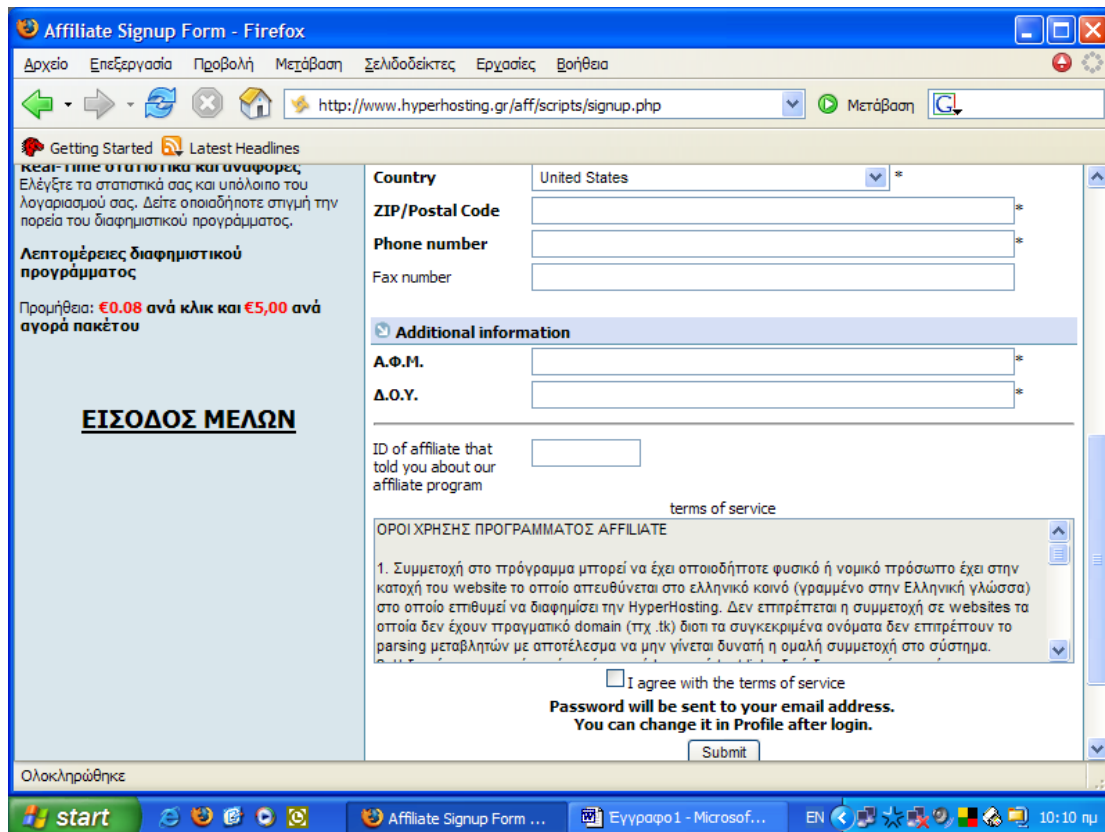 Affiliate Signup Form - Firefox
Αρχείο Επεξεργασία Προβολή Μετάβαση Σελιδοδείκτες Εργασίες Βοήθεια
http://www.hyperhosting.gr/aff/scripts/signup.php Μετάβαση
Getting Started Latest Headlines
Real-Time στατιστικά και αναφορές
Ελέγξτε τα στατιστικά σας και υπόλοιπο του
λογαριασμού σας. Δείτε οποιαδήποτε στιγμή την
πορεία του διαφημιστικού προγράμματος.
Λεπτομέρειες διαφημιστικού
προγράμματος
Προμήθεια: €0.08 ανά κλικ και €5,00 ανά
αγορά πακέτου
ΕΙΣΟΔΟΣ ΜΕΛΩΝ
Country United States *
ZIP/Postal Code *
Phone number *
Fax number
Additional information
Α.Φ.Μ. *
Δ.Ο.Υ. *
ID of affiliate that
told you about our
affiliate program
terms of service
ΟΡΟΙ ΧΡΗΣΗΣ ΠΡΟΓΡΑΜΜΑΤΟΣ AFFILIATE
1. Συμμετοχή στο πρόγραμμα μπορεί να έχει οποιοδήποτε φυσικό ή νομικό πρόσωπο έχει στην
κατοχή του website το οποίο απευθύνεται στο ελληνικό κοινό (γραμμένο στην Ελληνική γλώσσα)
στο οποίο επιθυμεί να διαφημίσει την HyperHosting. Δεν επιτρέπεται η συμμετοχή σε websites τα
οποία δεν έχουν πραγματικό domain (πχ .tk) διοτι τα συγκεκριμένα ονόματα δεν επιτρέπουν το
parsing μεταβλητών με αποτέλεσμα να μην γίνεται δυνατή η ομαλή συμμετοχή στο σύστημα.
I agree with the terms of service
Password will be sent to your email address.
You can change it in Profile after login.
Submit
Ολοκληρώθηκε
start Affiliate Signup Form ... Έγγραφο1 - Microsof... EN 10:10 πμ